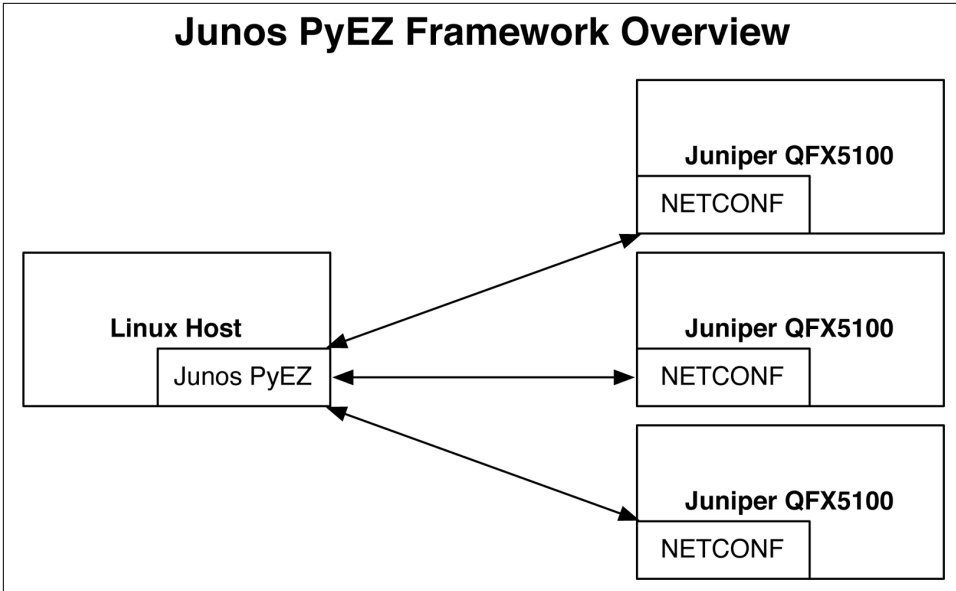 Junos PyEZ Framework Overview
Juniper QFX5100
NETCONF
Linux Host
Junos PyEZ
Juniper QFX5100
NETCONF
Juniper QFX5100
NETCONF